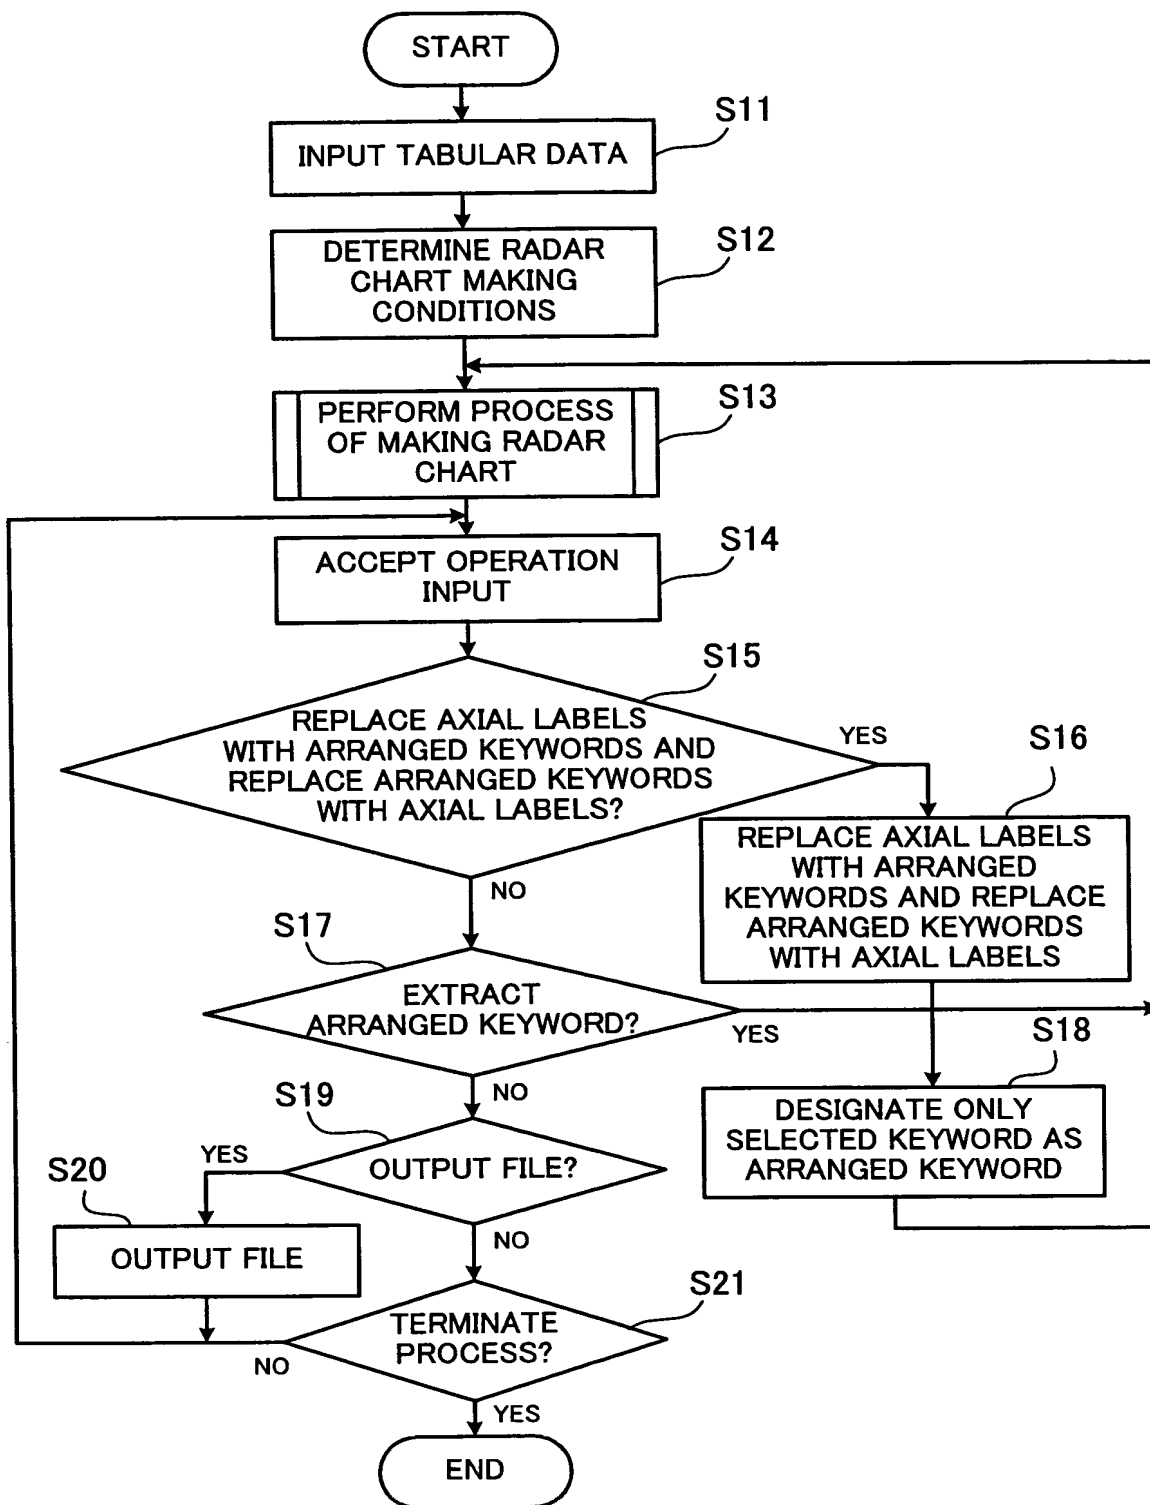 START
S11
INPUT TABULAR DATA
S12
DETERMINE RADAR
CHART MAKING
CONDITIONS
S13
PERFORM PROCESS
OF MAKING RADAR
CHART
S14
ACCEPT OPERATION
INPUT
S15
REPLACE AXIAL LABELS
WITH ARRANGED KEYWORDS AND
REPLACE ARRANGED KEYWORDS
WITH AXIAL LABELS?
YES
NO
S16
REPLACE AXIAL LABELS
WITH ARRANGED
KEYWORDS AND REPLACE
ARRANGED KEYWORDS
WITH AXIAL LABELS
S17
EXTRACT
ARRANGED KEYWORD?
YES
NO
S18
DESIGNATE ONLY
SELECTED KEYWORD AS
ARRANGED KEYWORD
S19
OUTPUT FILE?
YES
NO
S20
OUTPUT FILE
S21
TERMINATE
PROCESS?
NO
YES
END